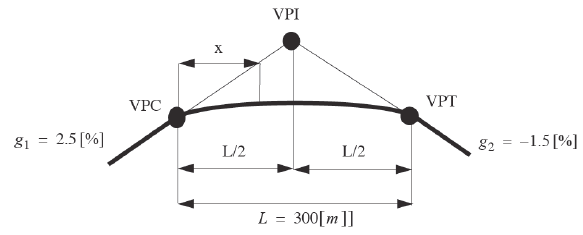 VPI
x
VPC
VPT
g1 = 2.5[%]
g2 = −1.5[%]
L/2
L/2
L = 300[m]]